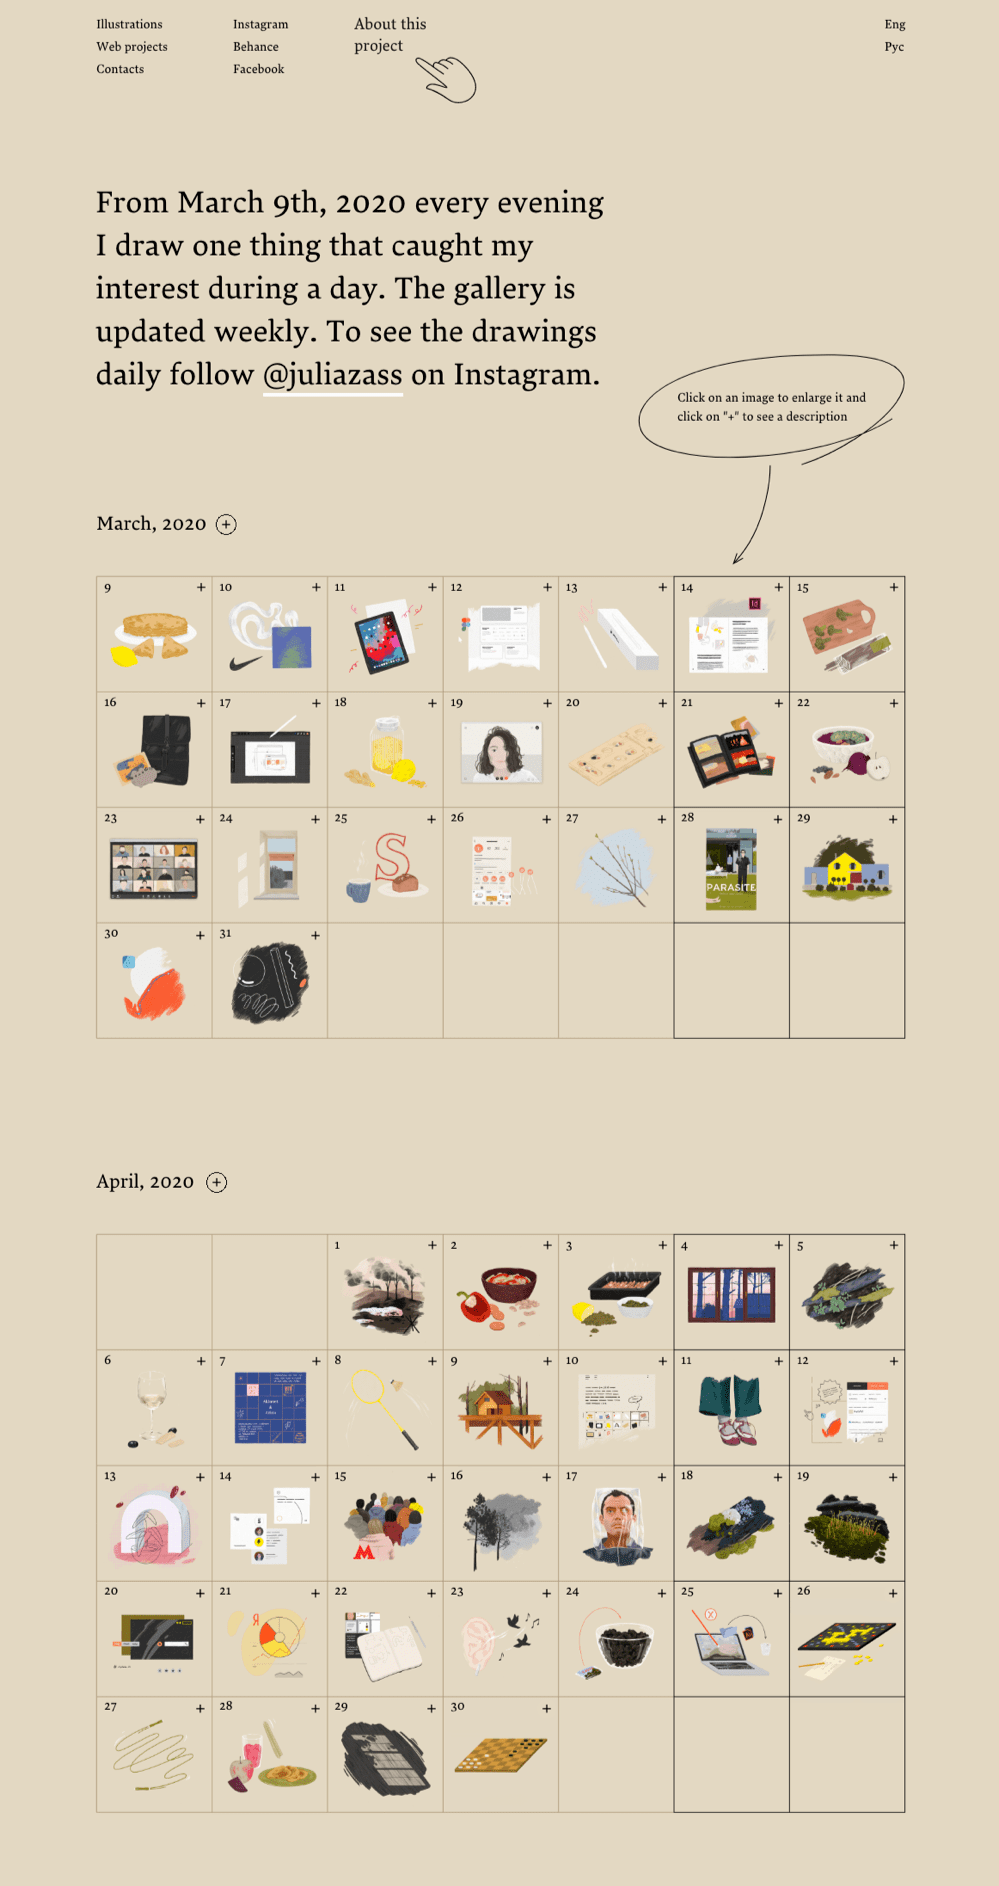 Illustrations
Web projects
Contacts
Instagram
Behance
Facebook
About this
project
Eng
Рус
From March 9th, 2020 every evening
I draw one thing that caught my
interest during a day. The gallery is
updated weekly. To see the drawings
daily follow @juliazass on Instagram.
Click on an image to enlarge it and
click on "+" to see a description
March, 2020 +
9 + 10 + 11 + 12 + 13 + 14 + 15 +
16 + 17 + 18 + 19 + 20 + 21 + 22 +
23 + 24 + 25 + 26 + 27 + 28 + 29 +
S
PARASITE
30 + 31 +
April, 2020 +
1 + 2 + 3 + 4 + 5 +
6 + 7 + 8 + 9 + 10 + 11 + 12 +
13 + 14 + 15 + 16 + 17 + 18 + 19 +
М
20 + 21 + 22 + 23 + 24 + 25 + 26 +
Я
27 + 28 + 29 + 30 +